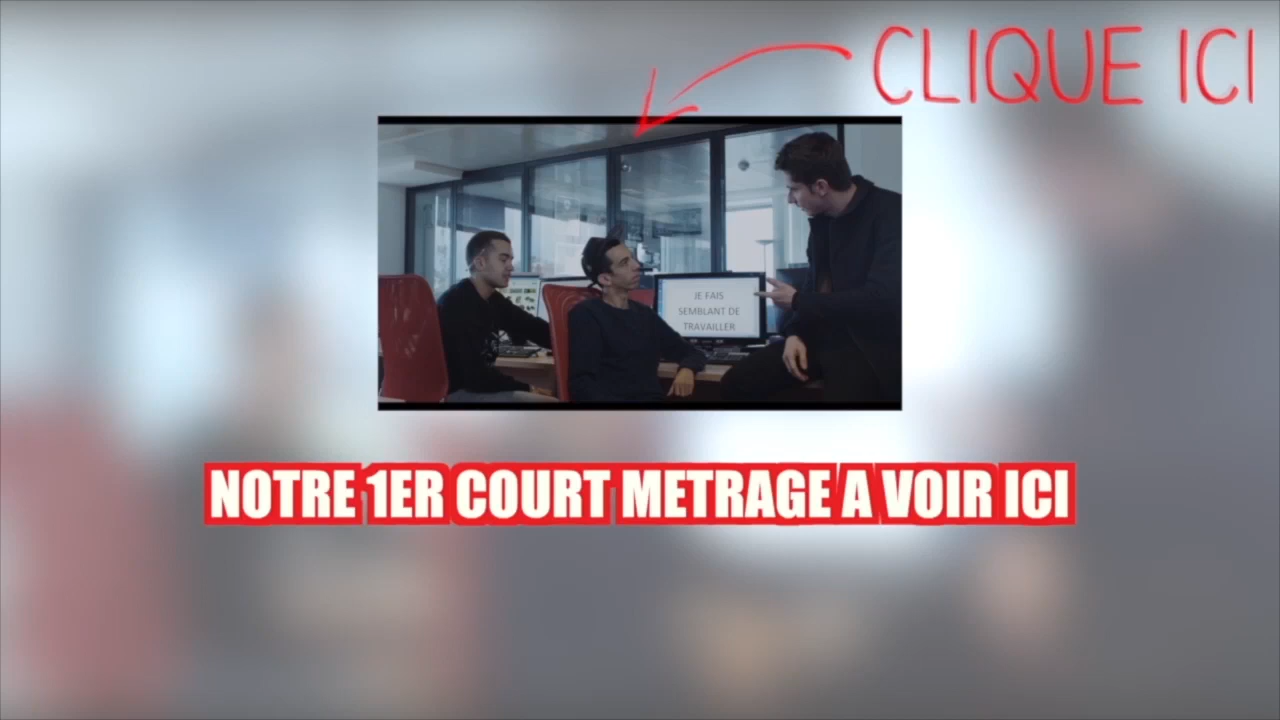 CLIQUE ICI
JE FAIS
SEMBLANT DE
TRAVAILLER
NOTRE 1ER COURT METRAGE A VOIR ICI